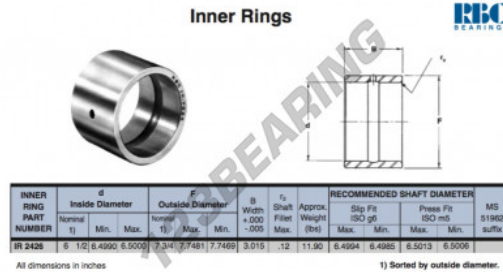 Inner Rings
RBC
BEARINGS
123BEARING
B
rs
d
F
INNER RING PART NUMBER
d
Inside Diameter
Nominal 1) Min. Max.
F
Outside Diameter
Nominal 1) Max. Min.
B
Width
+.000
-.005
rs
Shaft
Fillet
Max.
Approx.
Weight
(lbs)
RECOMMENDED SHAFT DIAMETER
Slip Fit
ISO g6
Max. Min.
Press Fit
ISO m5
Max. Min.
MS
51962
suffix
IR 2426 6 1/2 6.4990 6.5000 7 3/4 7.7481 7.7469 3.015 .12 11.90 6.4994 6.4985 6.5013 6.5006
All dimensions in inches
1) Sorted by outside diameter.